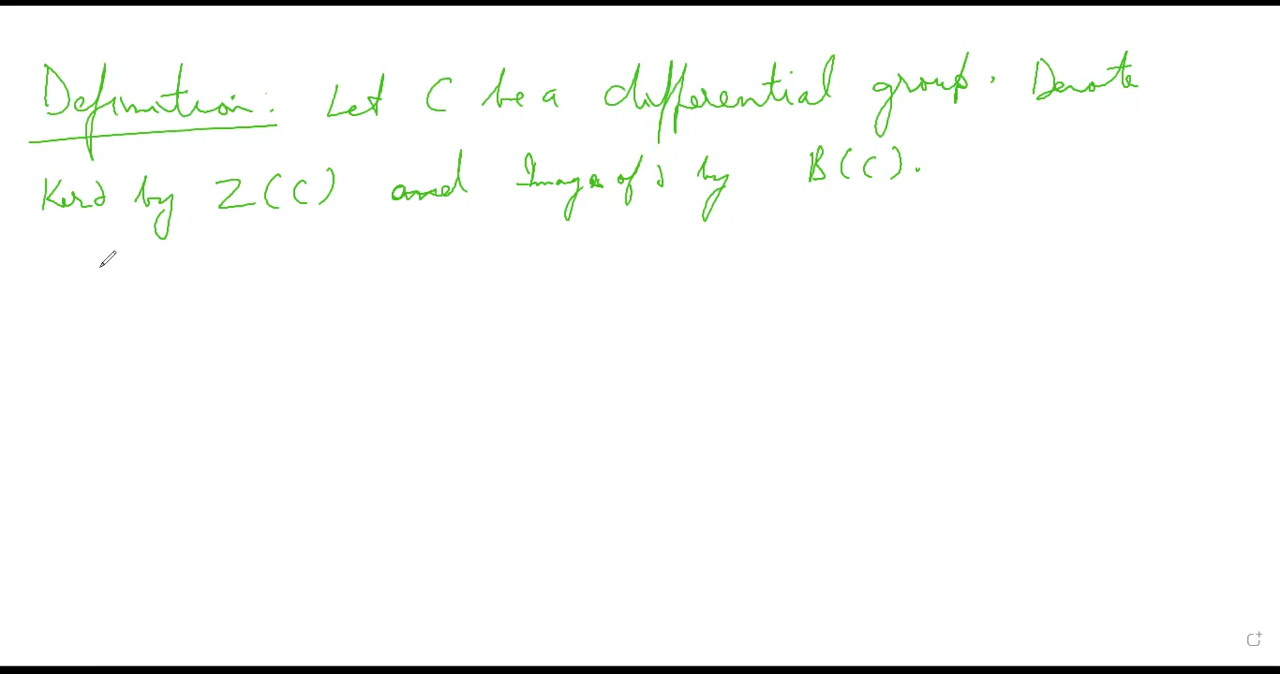 Definition: Let C be a differential group. Denote
Ker ∂ by Z(C) and Image of ∂ by B(C).